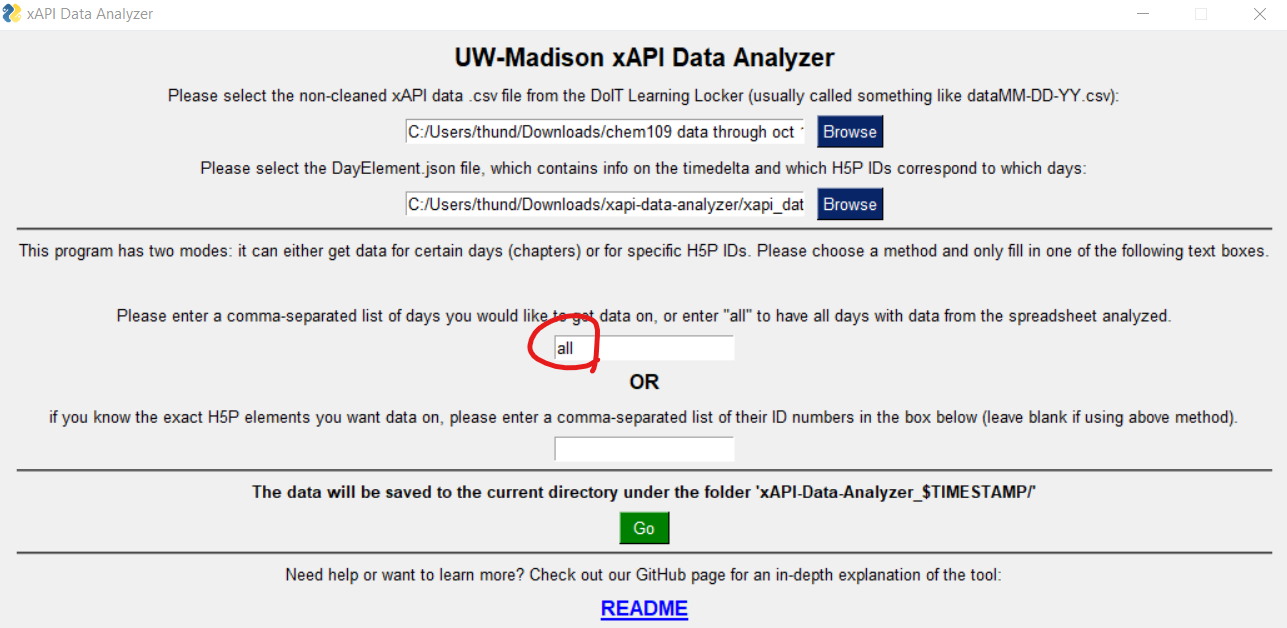 xAPI Data Analyzer
UW-Madison xAPI Data Analyzer
Please select the non-cleaned xAPI data .csv file from the DoIT Learning Locker (usually called something like dataMM-DD-YY.csv):
C:/Users/thund/Downloads/chem109 data through oct Browse
Please select the DayElement.json file, which contains info on the timedelta and which H5P IDs correspond to which days:
C:/Users/thund/Downloads/xapi-data-analyzer/xapi_dat Browse
This program has two modes: it can either get data for certain days (chapters) or for specific H5P IDs. Please choose a method and only fill in one of the following text boxes.
Please enter a comma-separated list of days you would like to get data on, or enter "all" to have all days with data from the spreadsheet analyzed.
all
OR
if you know the exact H5P elements you want data on, please enter a comma-separated list of their ID numbers in the box below (leave blank if using above method).
The data will be saved to the current directory under the folder 'xAPI-Data-Analyzer_$TIMESTAMP/'
Go
Need help or want to learn more? Check out our GitHub page for an in-depth explanation of the tool:
README